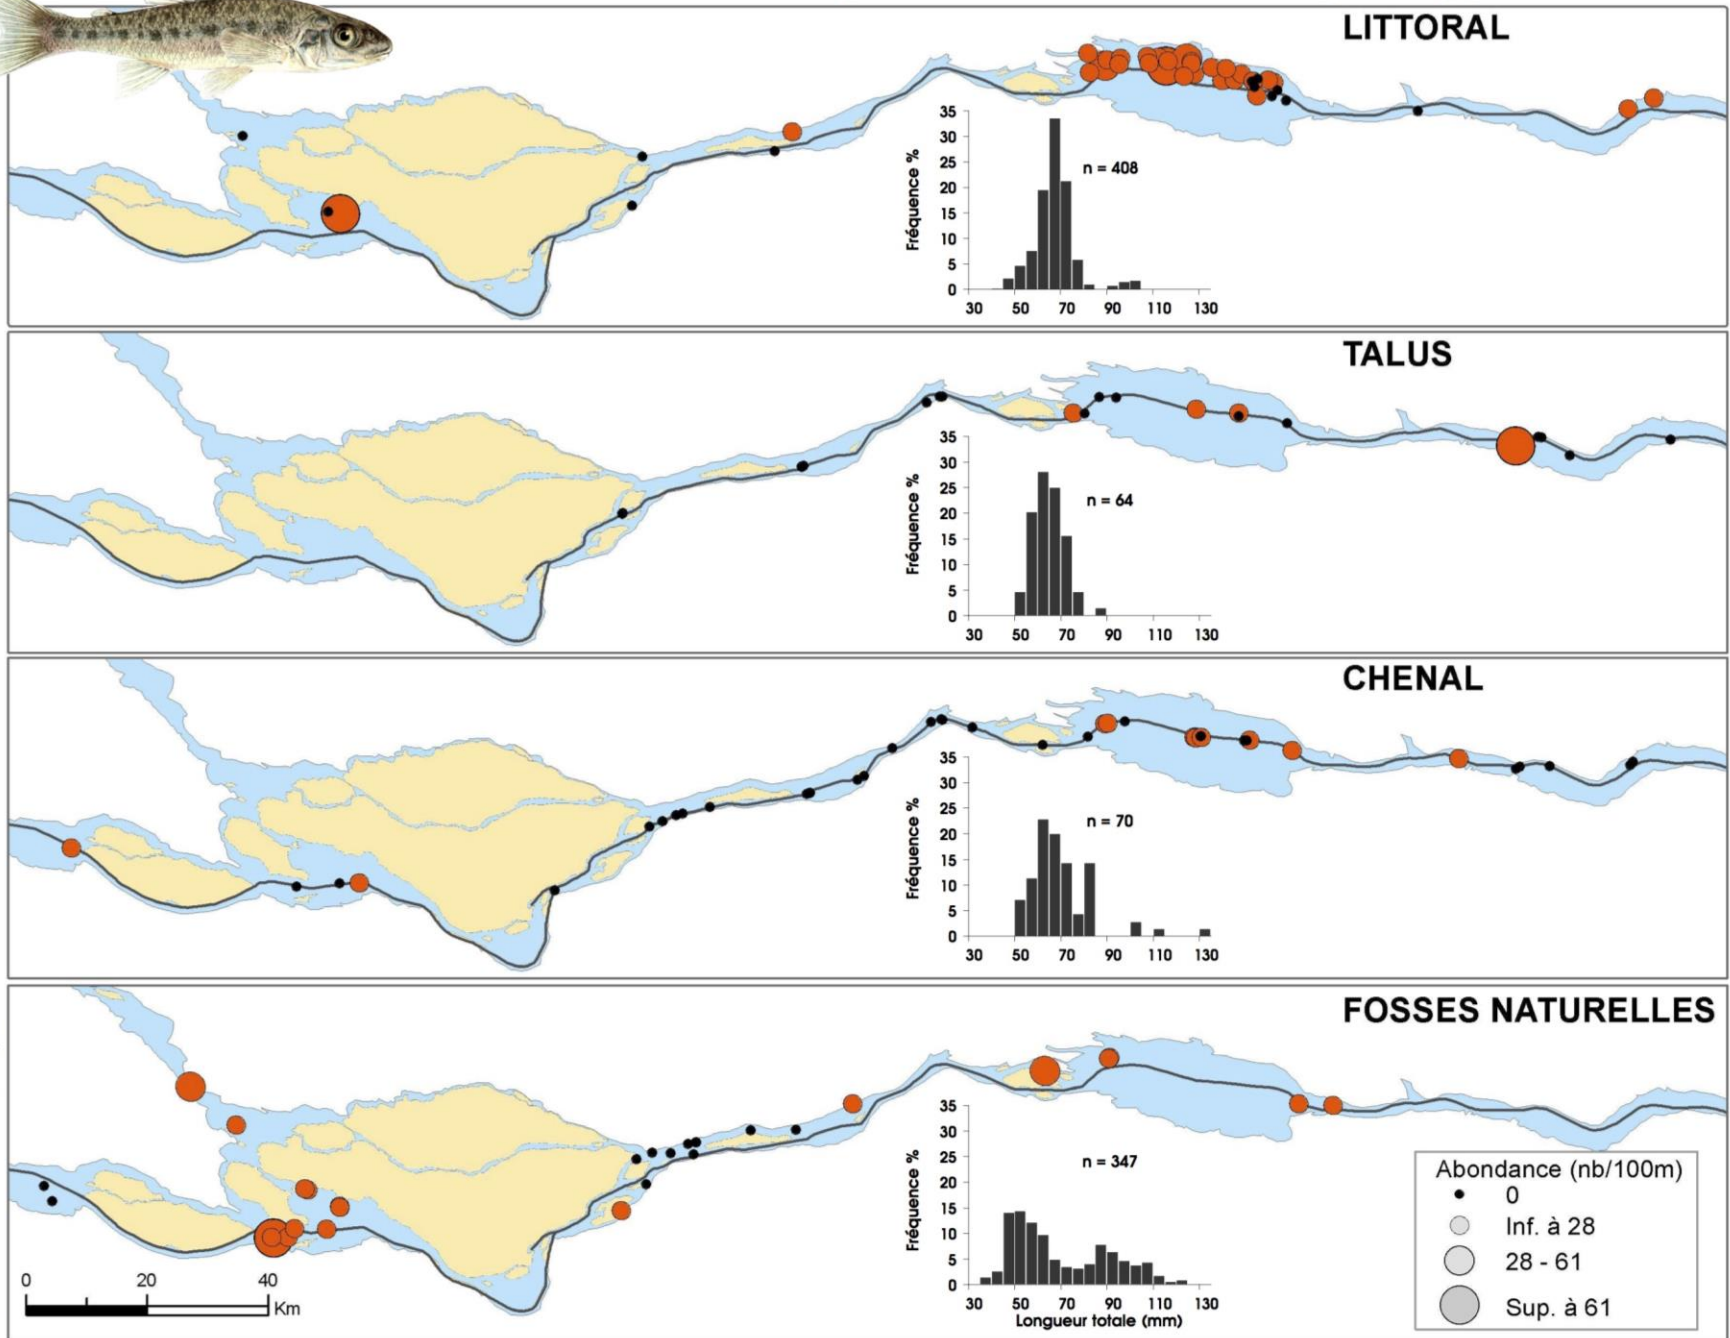 LITTORAL
35
30
25
20
15
10
5
0
Fréquence %
n = 408
30 50 70 90 110 130
TALUS
35
30
25
20
15
10
5
0
Fréquence %
n = 64
30 50 70 90 110 130
CHENAL
35
30
25
20
15
10
5
0
Fréquence %
n = 70
30 50 70 90 110 130
FOSSES NATURELLES
35
30
25
20
15
10
5
0
Fréquence %
n = 347
30 50 70 90 110 130
Longueur totale (mm)
0 20 40
Km
Abondance (nb/100m)
0
Inf. à 28
28 - 61
Sup. à 61